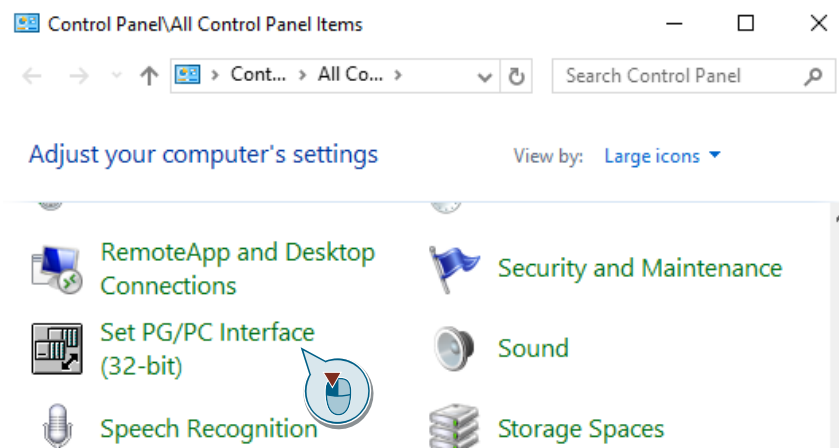 Control Panel\All Control Panel Items
Cont... All Co...
Search Control Panel
Adjust your computer's settings
View by: Large icons
RemoteApp and Desktop
Connections
Security and Maintenance
Set PG/PC Interface
(32-bit)
Sound
Speech Recognition
Storage Spaces